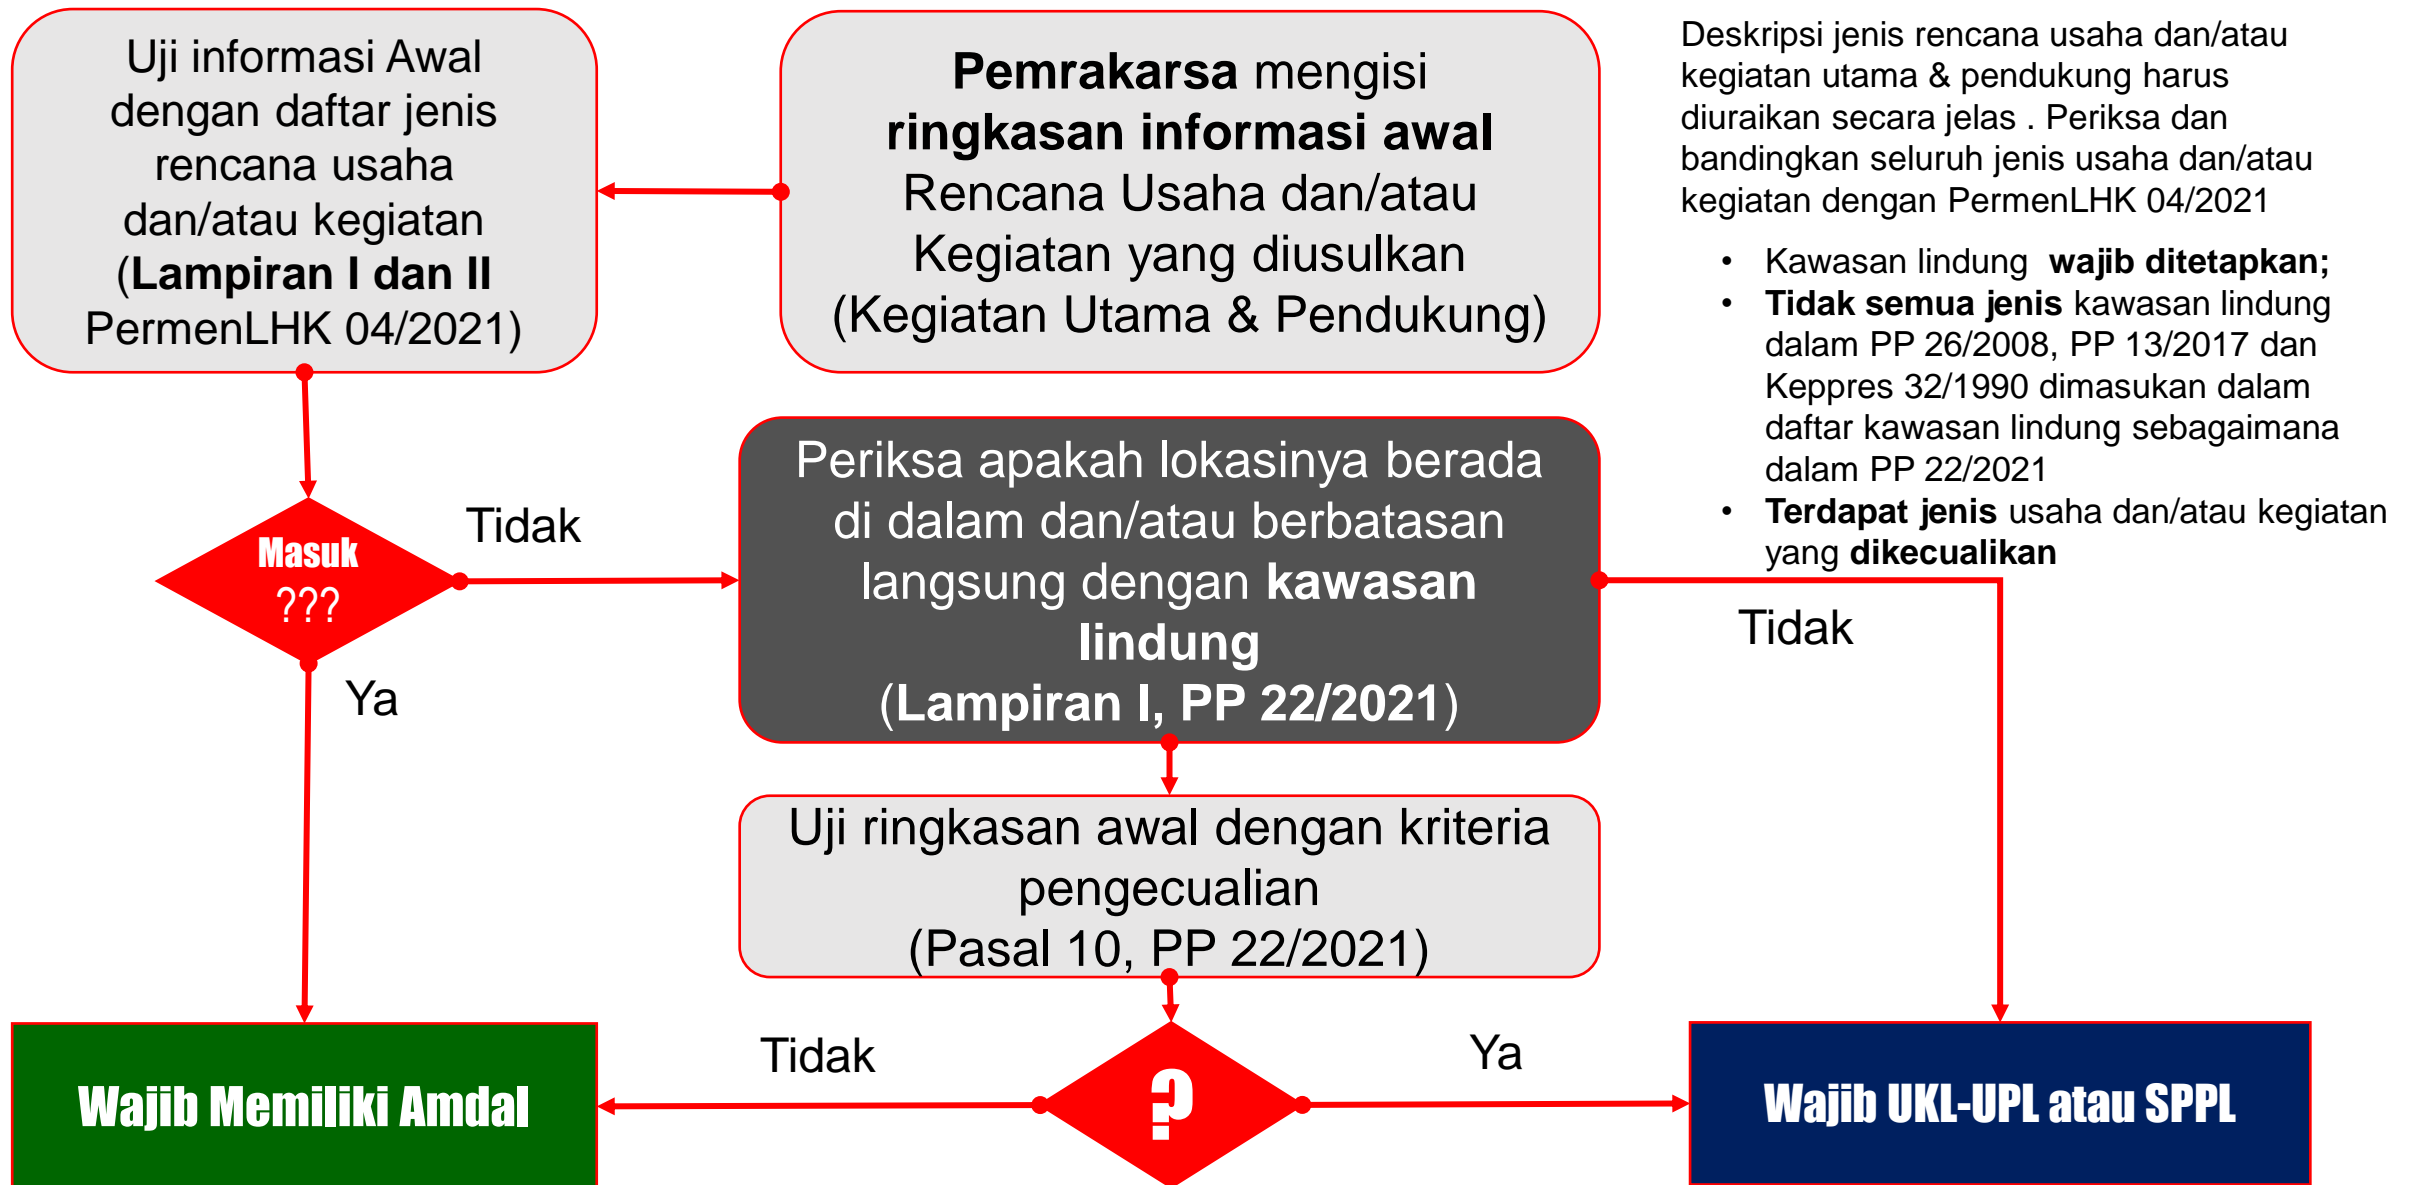 Uji informasi Awal
dengan daftar jenis
rencana usaha
dan/atau kegiatan
(Lampiran I dan II
PermenLHK 04/2021)
Pemrakarsa mengisi
ringkasan informasi awal
Rencana Usaha dan/atau
Kegiatan yang diusulkan
(Kegiatan Utama & Pendukung)
Deskripsi jenis rencana usaha dan/atau
kegiatan utama & pendukung harus
diuraikan secara jelas . Periksa dan
bandingkan seluruh jenis usaha dan/atau
kegiatan dengan PermenLHK 04/2021
• Kawasan lindung wajib ditetapkan;
• Tidak semua jenis kawasan lindung
dalam PP 26/2008, PP 13/2017 dan
Keppres 32/1990 dimasukan dalam
daftar kawasan lindung sebagaimana
dalam PP 22/2021
• Terdapat jenis usaha dan/atau kegiatan
yang dikecualikan
Masuk
???
Tidak
Ya
Periksa apakah lokasinya berada
di dalam dan/atau berbatasan
langsung dengan kawasan
lindung
(Lampiran I, PP 22/2021)
Tidak
Uji ringkasan awal dengan kriteria
pengecualian
(Pasal 10, PP 22/2021)
Wajib Memiliki Amdal
Tidak
?
Ya
Wajib UKL-UPL atau SPPL